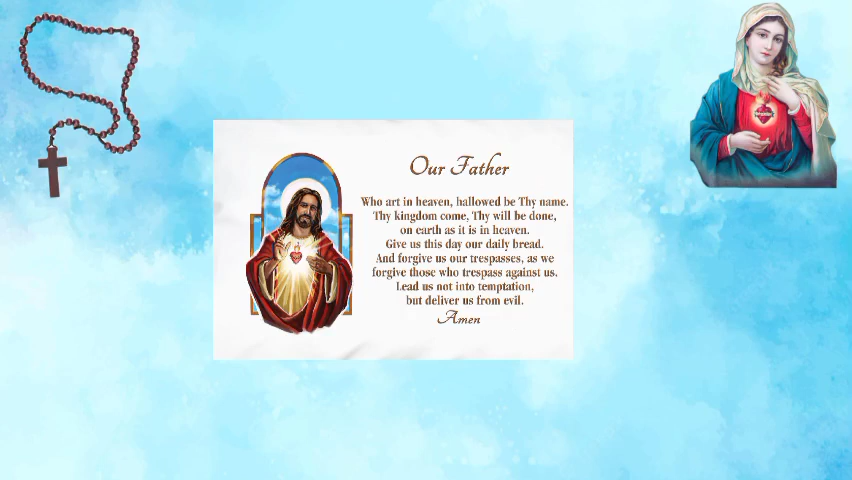 Our Father
Who art in heaven, hallowed be Thy name.
Thy kingdom come, Thy will be done,
on earth as it is in heaven.
Give us this day our daily bread.
And forgive us our trespasses, as we
forgive those who trespass against us.
Lead us not into temptation,
but deliver us from evil.
Amen